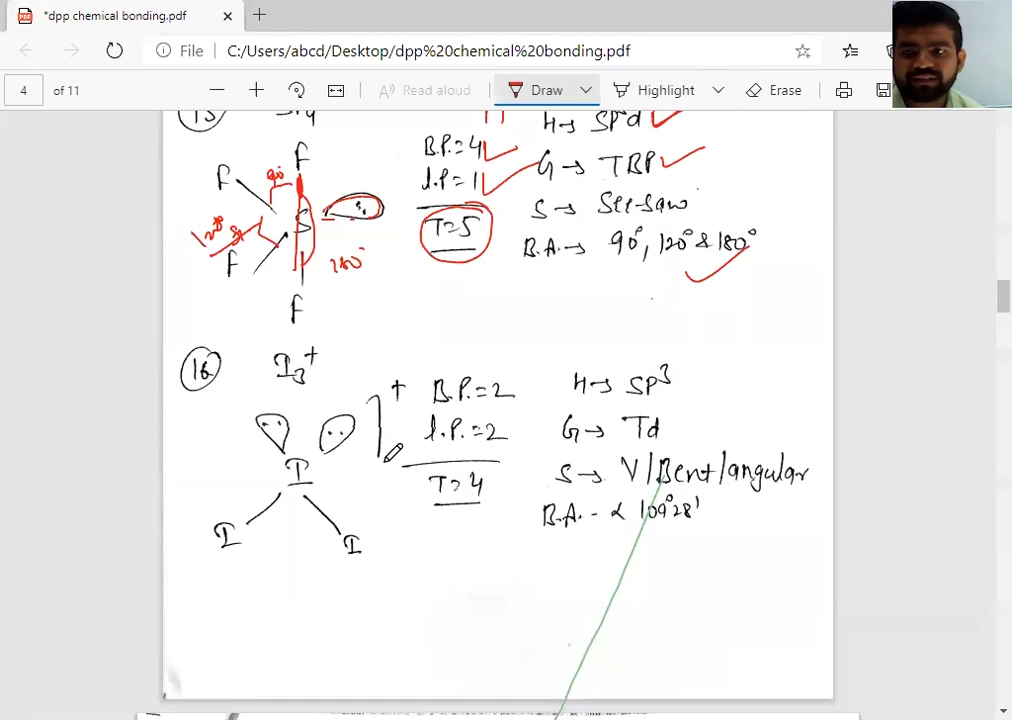 *dpp chemical bonding.pdf
File C:/Users/abcd/Desktop/dpp%20chemical%20bonding.pdf
4 of 11 Read aloud Draw Highlight Erase
15
H→ SP³d
B.P.=4
l.P.=1
T=5
G→ TBP
S→ See-saw
B.A.→ 90°, 120° & 180°
F
F 90°
S
120°
F 180°
F
16 I₃⁺
+ B.P.=2
l.P.=2
T=4
H→ SP³
G→ Td
S→ V/Bent/angular
B.A. - < 109°28'
I
I I